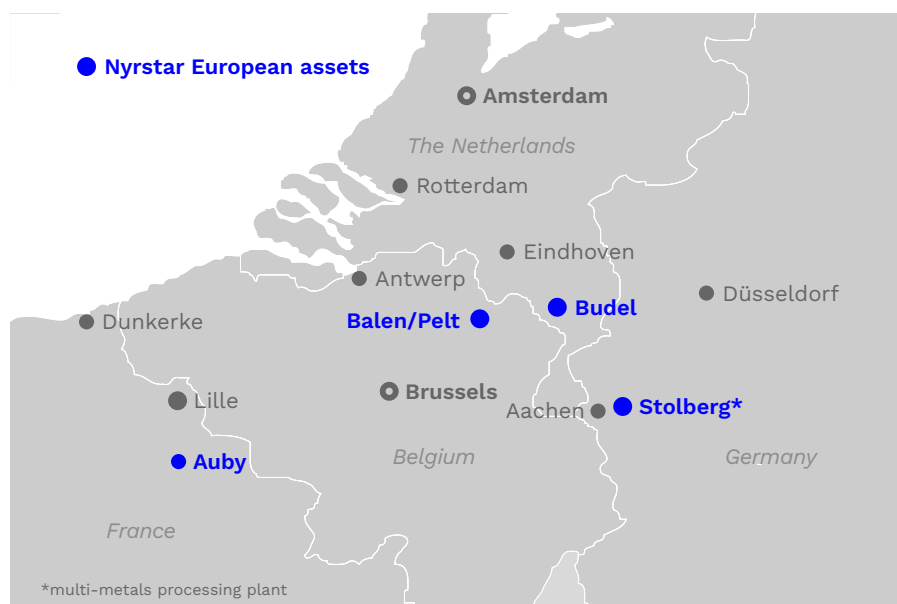 Nyrstar European assets
Amsterdam
The Netherlands
Rotterdam
Eindhoven
Antwerp
Düsseldorf
Budel
Balen/Pelt
Dunkerke
Brussels
Lille
Aachen
Stolberg*
Belgium
Germany
Auby
France
*multi-metals processing plant